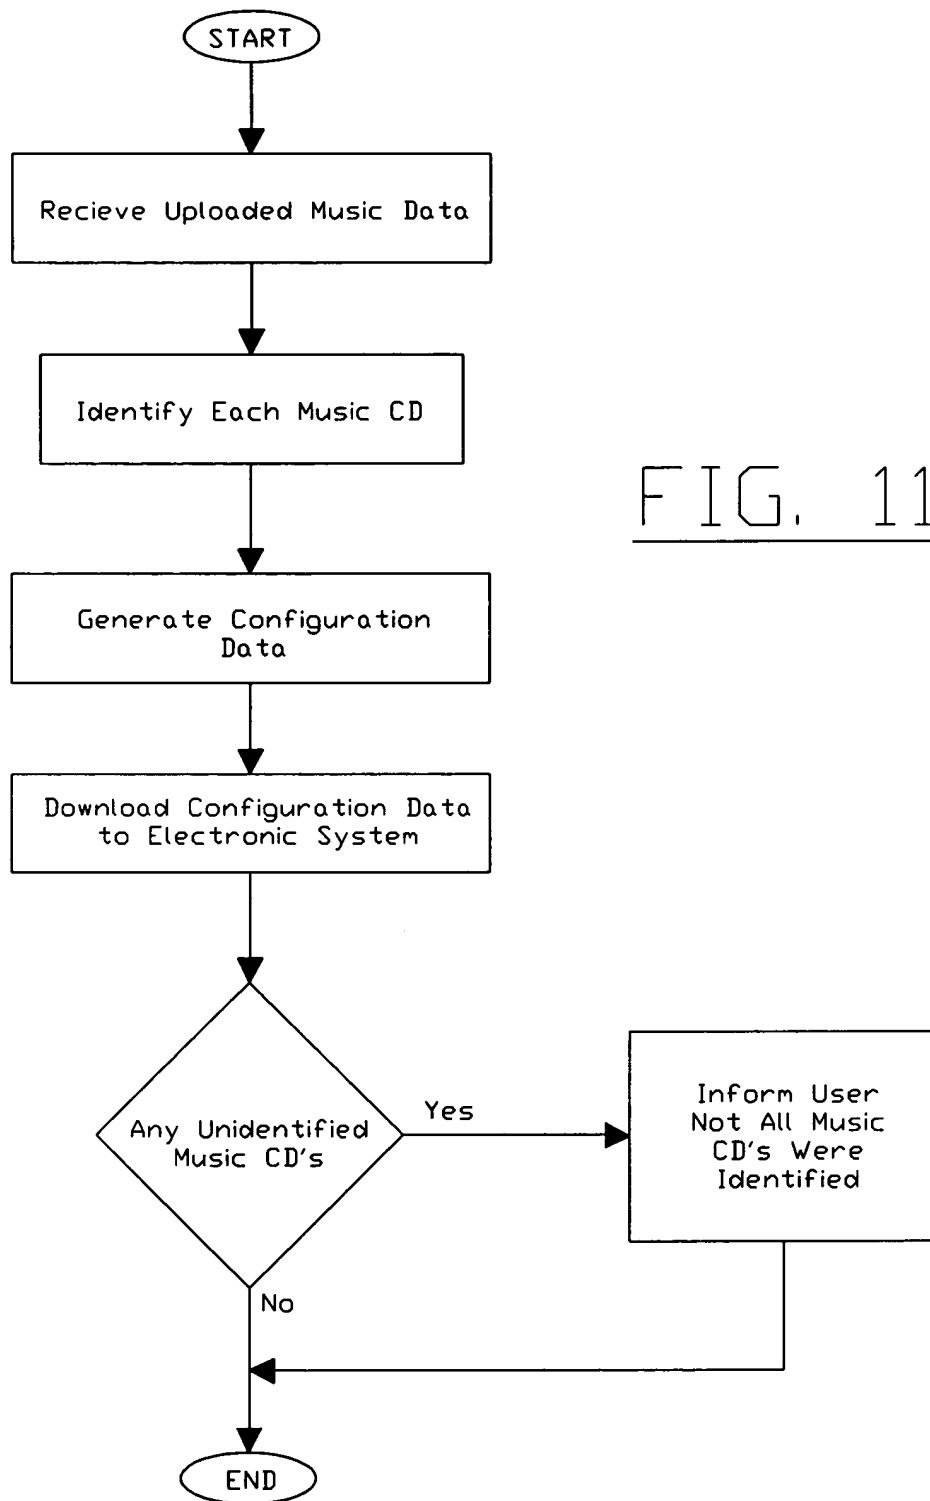 START
Recieve Uploaded Music Data
Identify Each Music CD
FIG. 11
Generate Configuration
Data
Download Configuration Data
to Electronic System
Any Unidentified
Music CD's
Yes
Inform User
Not All Music
CD's Were
Identified
No
END